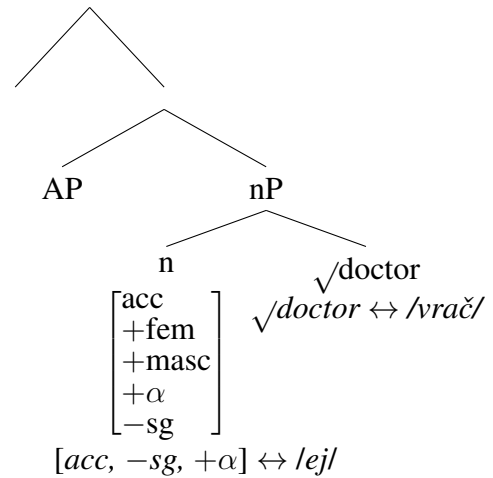 AP nP
n √doctor
acc √doctor ↔ /vrač/
+fem
+masc
+α
−sg
[acc, −sg, +α] ↔ /ej/